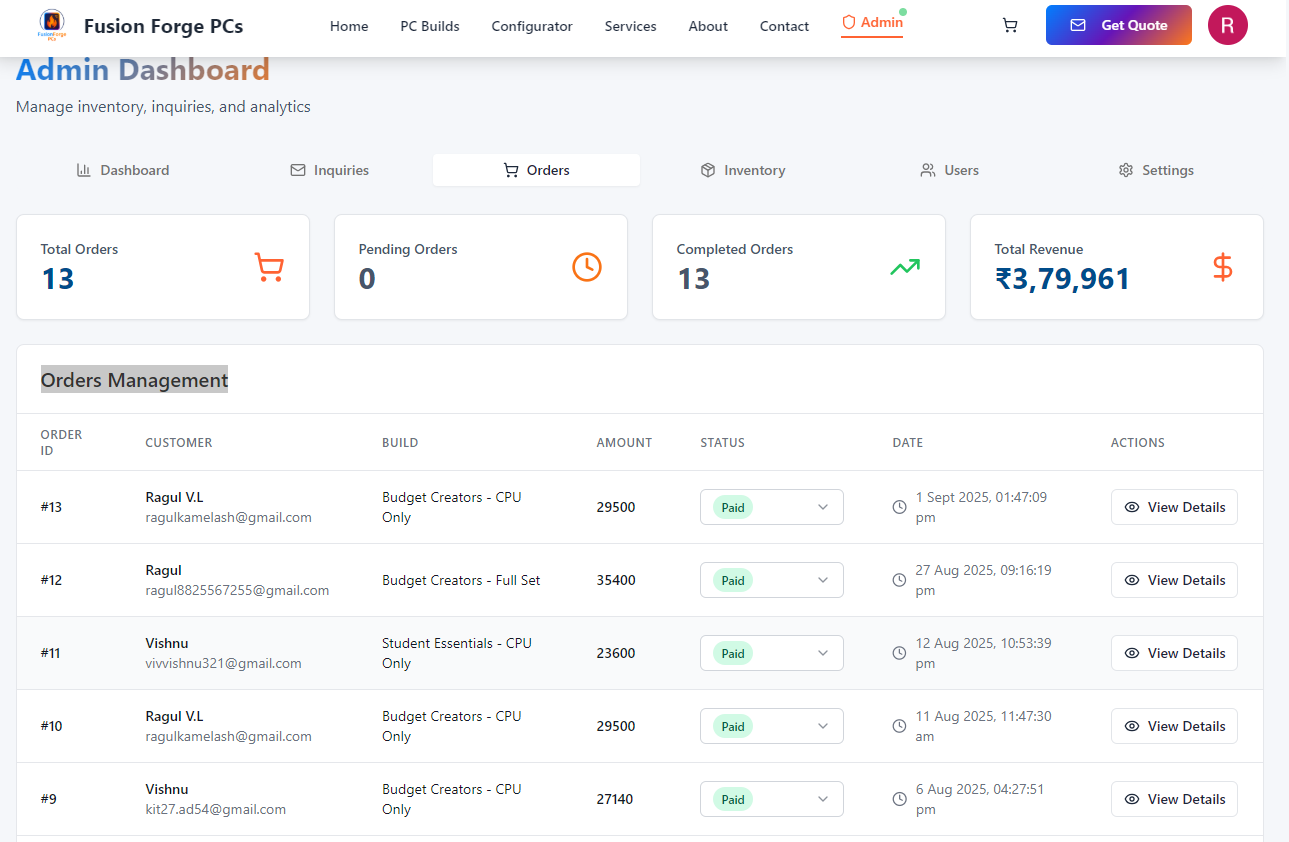 FusionForge
PCs
Fusion Forge PCs
Home
PC Builds
Configurator
Services
About
Contact
Admin
Get Quote
R
Admin Dashboard
Manage inventory, inquiries, and analytics
Dashboard
Inquiries
Orders
Inventory
Users
Settings
Total Orders
13
Pending Orders
0
Completed Orders
13
Total Revenue
₹3,79,961
$
Orders Management
ORDER
ID
CUSTOMER
BUILD
AMOUNT
STATUS
DATE
ACTIONS
#13
Ragul V.L
ragulkamelash@gmail.com
Budget Creators - CPU
Only
29500
Paid
1 Sept 2025, 01:47:09
pm
View Details
#12
Ragul
ragul8825567255@gmail.com
Budget Creators - Full Set
35400
Paid
27 Aug 2025, 09:16:19
pm
View Details
#11
Vishnu
vivvishnu321@gmail.com
Student Essentials - CPU
Only
23600
Paid
12 Aug 2025, 10:53:39
pm
View Details
#10
Ragul V.L
ragulkamelash@gmail.com
Budget Creators - CPU
Only
29500
Paid
11 Aug 2025, 11:47:30
am
View Details
#9
Vishnu
kit27.ad54@gmail.com
Budget Creators - CPU
Only
27140
Paid
6 Aug 2025, 04:27:51
pm
View Details